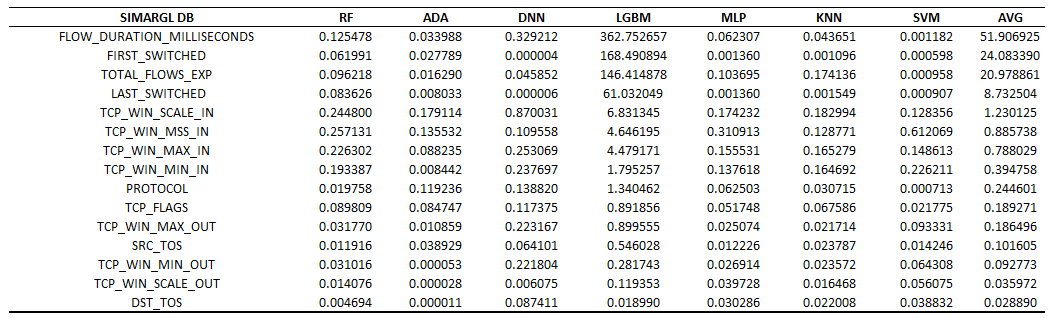 SIMARGL DB RF ADA DNN LGBM MLP KNN SVM AVG
FLOW_DURATION_MILLISECONDS 0.125478 0.033988 0.329212 362.752657 0.062307 0.043651 0.001182 51.906925
FIRST_SWITCHED 0.061991 0.027789 0.000004 168.490894 0.001360 0.001096 0.000598 24.083390
TOTAL_FLOWS_EXP 0.096218 0.016290 0.045852 146.414878 0.103695 0.174136 0.000958 20.978861
LAST_SWITCHED 0.083626 0.008033 0.000006 61.032049 0.001360 0.001549 0.000907 8.732504
TCP_WIN_SCALE_IN 0.244800 0.179114 0.870031 6.831345 0.174232 0.182994 0.128356 1.230125
TCP_WIN_MSS_IN 0.257131 0.135532 0.109558 4.646195 0.310913 0.128771 0.612069 0.885738
TCP_WIN_MAX_IN 0.226302 0.088235 0.253069 4.479171 0.155531 0.165279 0.148613 0.788029
TCP_WIN_MIN_IN 0.193387 0.008442 0.237697 1.795257 0.137618 0.164692 0.226211 0.394758
PROTOCOL 0.019758 0.119236 0.138820 1.340462 0.062503 0.030715 0.000713 0.244601
TCP_FLAGS 0.089809 0.084747 0.117375 0.891856 0.051748 0.067586 0.021775 0.189271
TCP_WIN_MAX_OUT 0.031770 0.010859 0.223167 0.899555 0.025074 0.021714 0.093331 0.186496
SRC_TOS 0.011916 0.038929 0.064101 0.546028 0.012226 0.023787 0.014246 0.101605
TCP_WIN_MIN_OUT 0.031016 0.000053 0.221804 0.281743 0.026914 0.023572 0.064308 0.092773
TCP_WIN_SCALE_OUT 0.014076 0.000028 0.006075 0.119353 0.039728 0.016468 0.056075 0.035972
DST_TOS 0.004694 0.000011 0.087411 0.018990 0.030286 0.022008 0.038832 0.028890